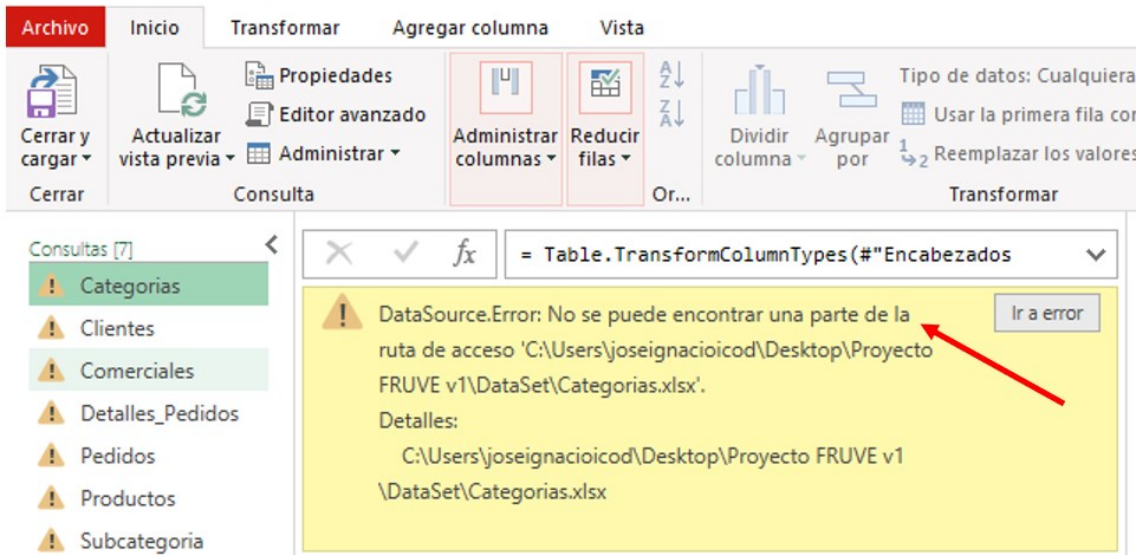 Archivo Inicio Transformar Agregar columna Vista
Propiedades
Editor avanzado
Administrar
Cerrar y cargar
Actualizar vista previa
Administrar columnas
Reducir filas
A Z
Z A
Dividir columna
Agrupar por
Tipo de datos: Cualquiera
Usar la primera fila
1 2 Reemplazar los valores
Cerrar Consulta Or... Transformar
Consultas [7]
Categorias
Clientes
Comerciales
Detalles_Pedidos
Pedidos
Productos
Subcategoria
fx = Table.TransformColumnTypes(#"Encabezados
DataSource.Error: No se puede encontrar una parte de la
ruta de acceso 'C:\Users\joseignacioicod\Desktop\Proyecto
FRUVE v1\DataSet\Categorias.xlsx'.
Detalles:
C:\Users\joseignacioicod\Desktop\Proyecto FRUVE v1
\DataSet\Categorias.xlsx
Ir a error